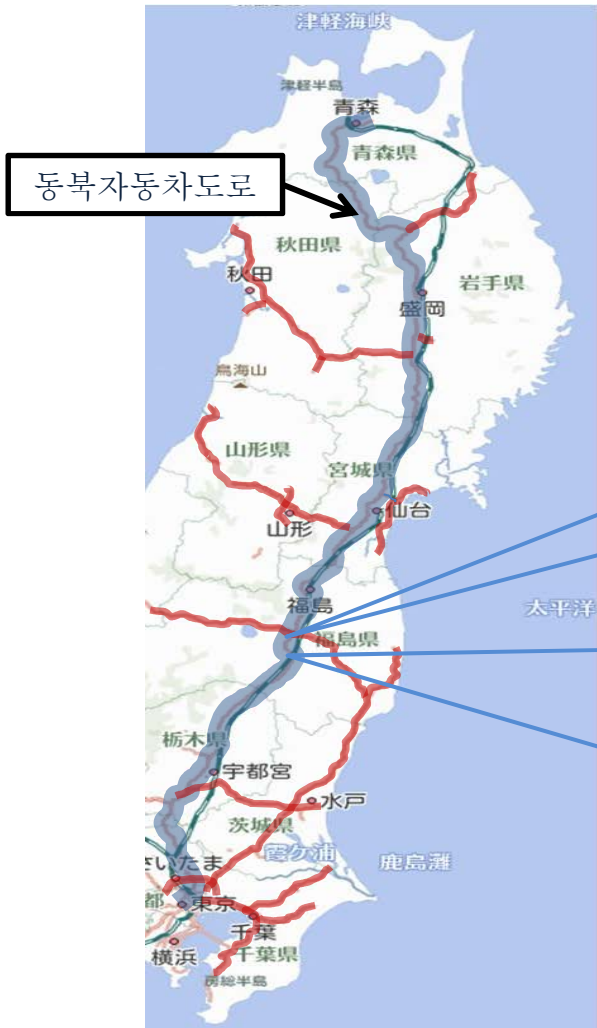 津軽海峡
津軽半島
青森
青森県
동북자동차도로
秋田県
秋田
岩手県
盛岡
鳥海山
山形県
宮城県
仙台
山形
福島
太平洋
福島県
栃木県
宇都宮
水戸
茨城県
霞ケ浦
鹿島灘
さいたま
都
東京
千葉
横浜
千葉県
房総半島